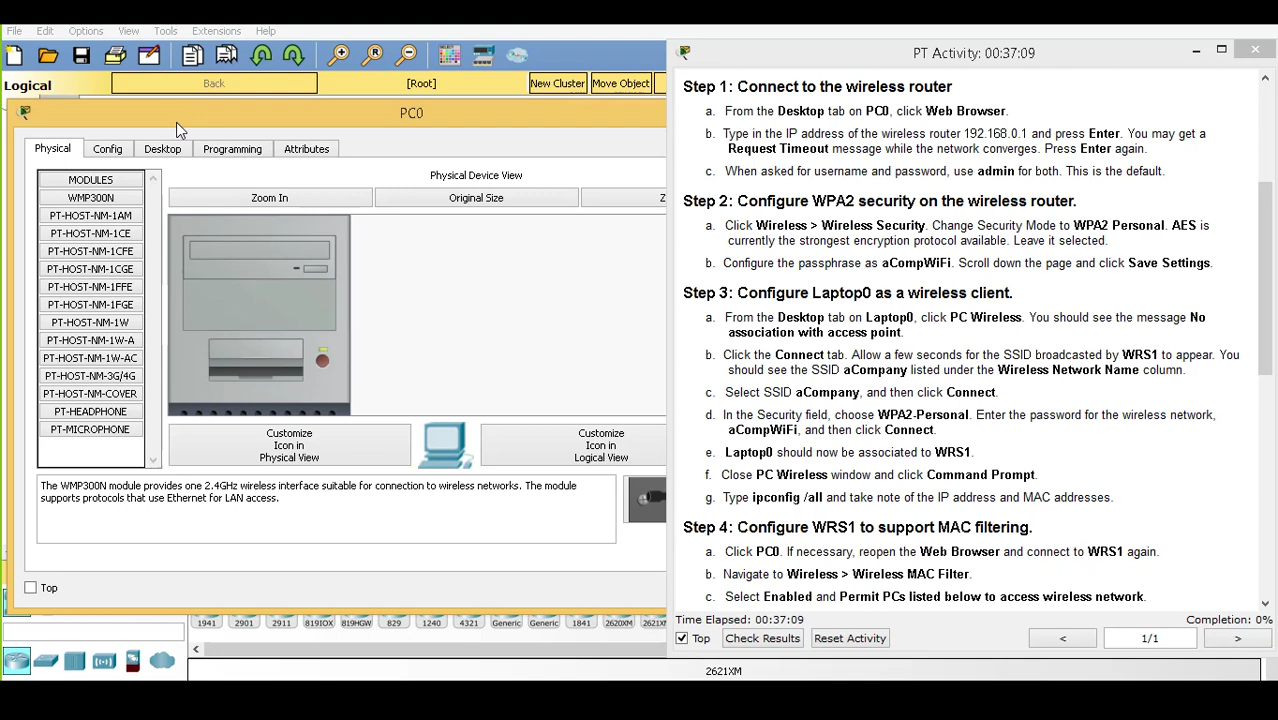 File Edit Options View Tools Extensions Help
Logical
Back
[Root]
New Cluster
Move Object
PC0
Physical Config Desktop Programming Attributes
MODULES
WMP300N
PT-HOST-NM-1AM
PT-HOST-NM-1CE
PT-HOST-NM-1CFE
PT-HOST-NM-1CGE
PT-HOST-NM-1FFE
PT-HOST-NM-1FGE
PT-HOST-NM-1W
PT-HOST-NM-1W-A
PT-HOST-NM-1W-AC
PT-HOST-NM-3G/4G
PT-HOST-NM-COVER
PT-HEADPHONE
PT-MICROPHONE
Physical Device View
Zoom In
Original Size
Z
Customize
Icon in
Physical View
Customize
Icon in
Logical View
The WMP300N module provides one 2.4GHz wireless interface suitable for connection to wireless networks. The module
supports protocols that use Ethernet for LAN access.
Top
1941 2901 2911 819IOX 819HGW 829 1240 4321 Generic Generic 1841 2620XM 2621XM
2621XM
PT Activity: 00:37:09
Step 1: Connect to the wireless router
a. From the Desktop tab on PC0, click Web Browser.
b. Type in the IP address of the wireless router 192.168.0.1 and press Enter. You may get a
Request Timeout message while the network converges. Press Enter again.
c. When asked for username and password, use admin for both. This is the default.
Step 2: Configure WPA2 security on the wireless router.
a. Click Wireless > Wireless Security. Change Security Mode to WPA2 Personal. AES is
currently the strongest encryption protocol available. Leave it selected.
b. Configure the passphrase as aCompWiFi. Scroll down the page and click Save Settings.
Step 3: Configure Laptop0 as a wireless client.
a. From the Desktop tab on Laptop0, click PC Wireless. You should see the message No
association with access point.
b. Click the Connect tab. Allow a few seconds for the SSID broadcasted by WRS1 to appear. You
should see the SSID aCompany listed under the Wireless Network Name column.
c. Select SSID aCompany, and then click Connect.
d. In the Security field, choose WPA2-Personal. Enter the password for the wireless network,
aCompWiFi, and then click Connect.
e. Laptop0 should now be associated to WRS1.
f. Close PC Wireless window and click Command Prompt.
g. Type ipconfig /all and take note of the IP address and MAC addresses.
Step 4: Configure WRS1 to support MAC filtering.
a. Click PC0. If necessary, reopen the Web Browser and connect to WRS1 again.
b. Navigate to Wireless > Wireless MAC Filter.
c. Select Enabled and Permit PCs listed below to access wireless network.
Time Elapsed: 00:37:09
Completion: 0%
Top
Check Results
Reset Activity
<
1/1
>